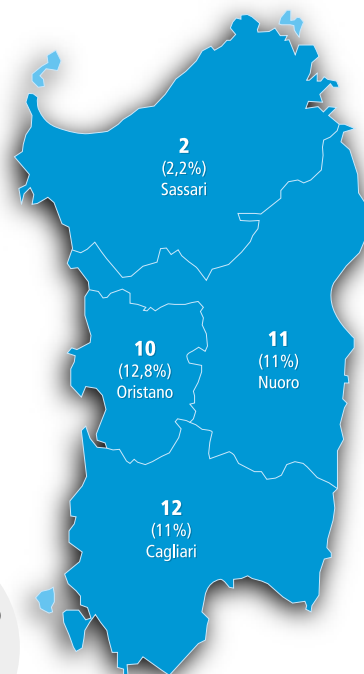 2
(2,2%)
Sassari
10
(12,8%)
Oristano
11
(11%)
Nuoro
12
(11%)
Cagliari